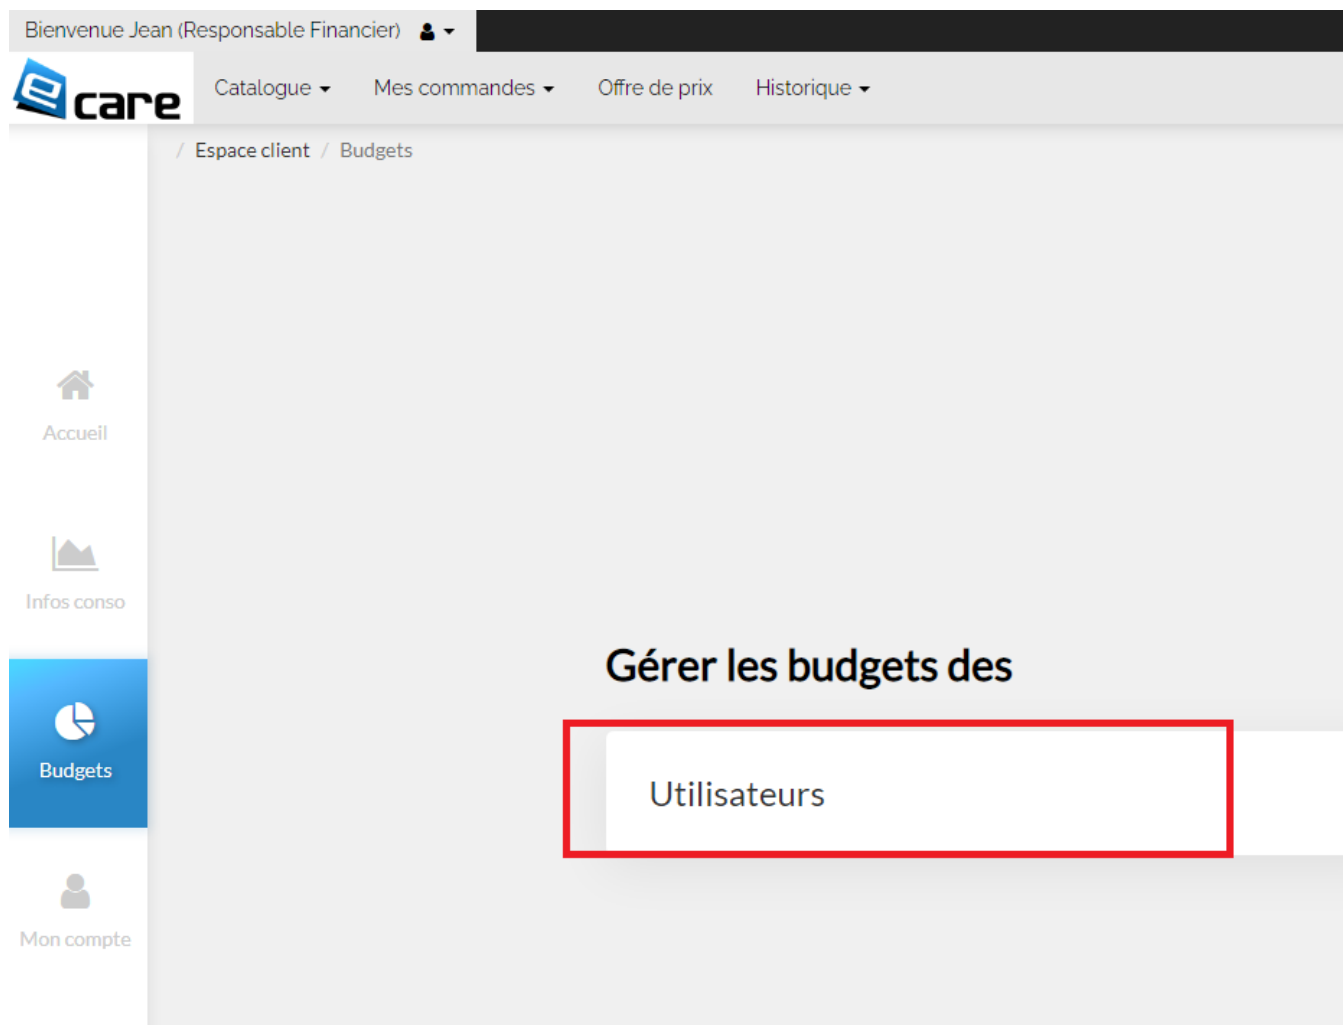 Bienvenue Jean (Responsable Financier)
e care
Catalogue
Mes commandes
Offre de prix
Historique
/ Espace client / Budgets
Accueil
Infos conso
Gérer les budgets des
Budgets
Utilisateurs
Mon compte